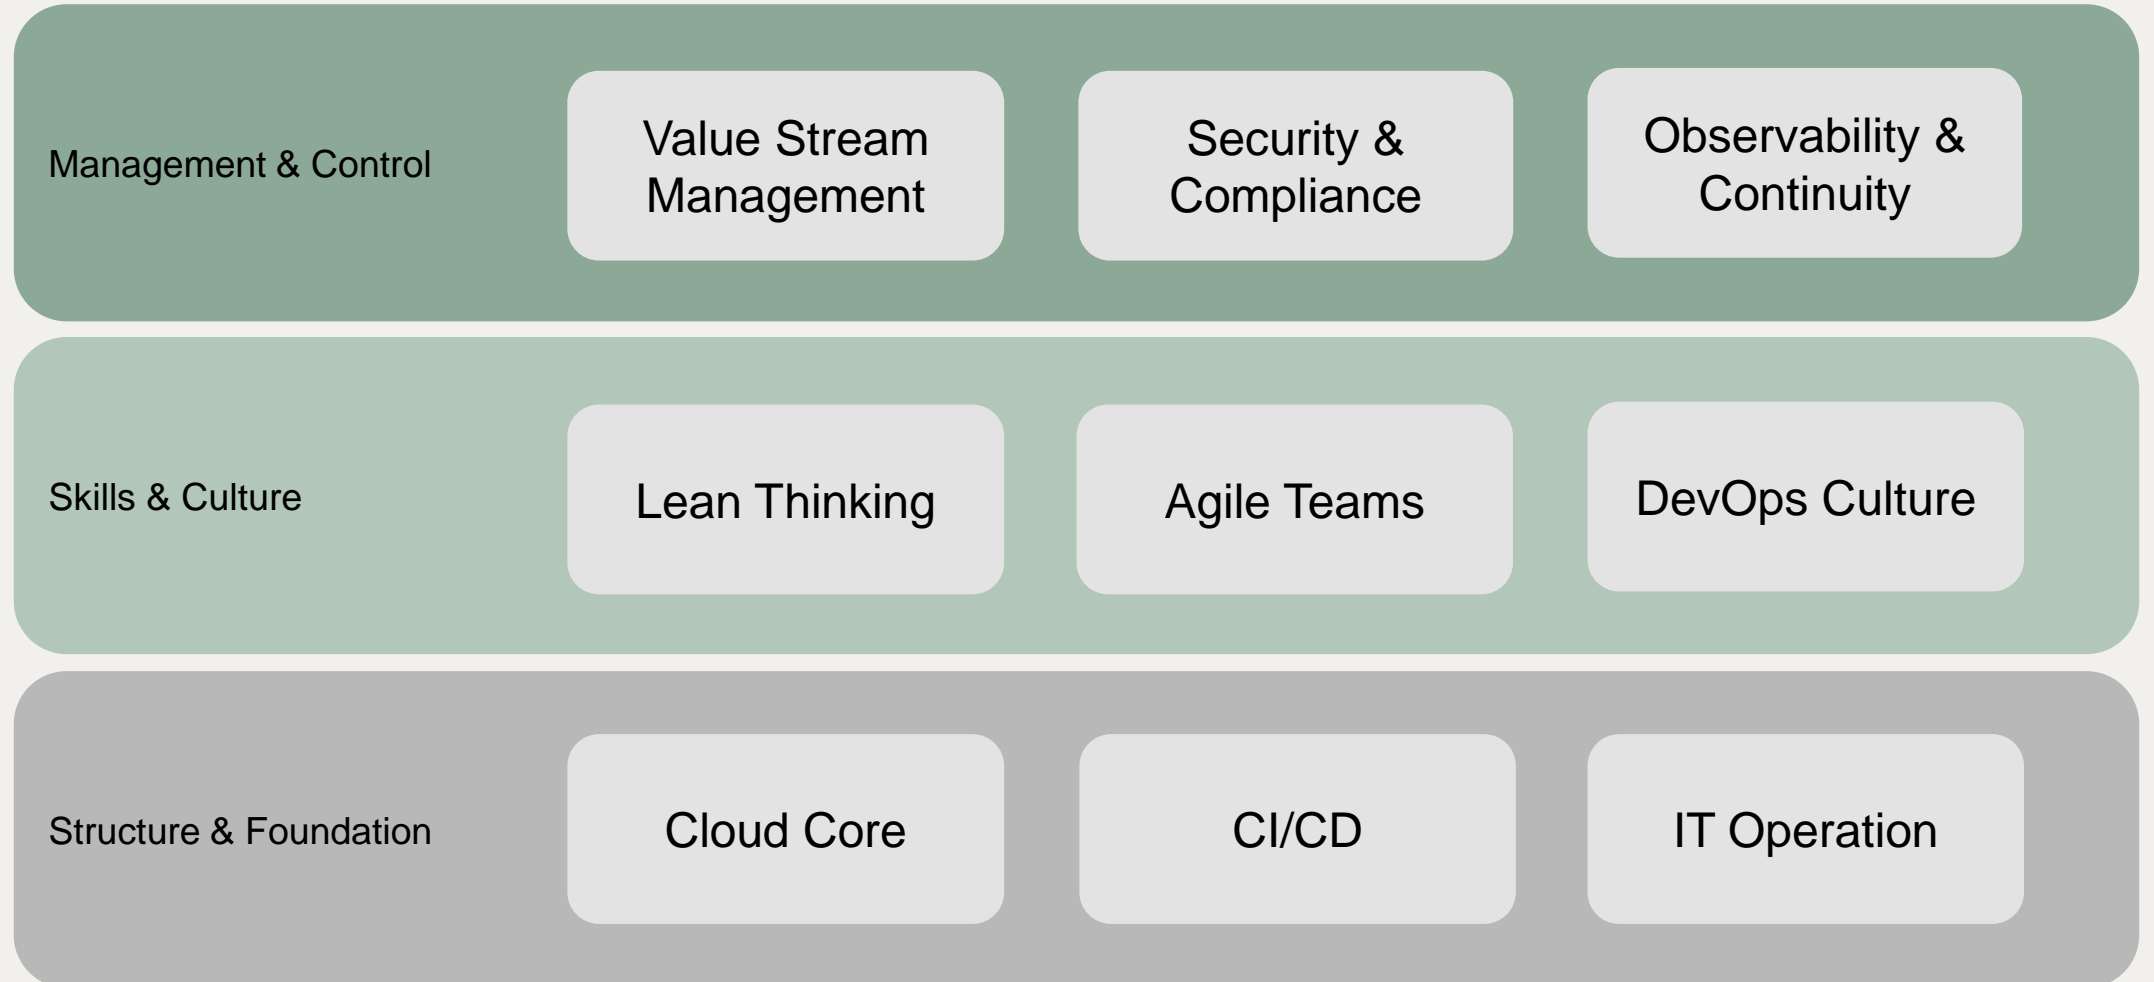 Management & Control
Value Stream
Management
Security &
Compliance
Observability &
Continuity
Skills & Culture
Lean Thinking
Agile Teams
DevOps Culture
Structure & Foundation
Cloud Core
CI/CD
IT Operation